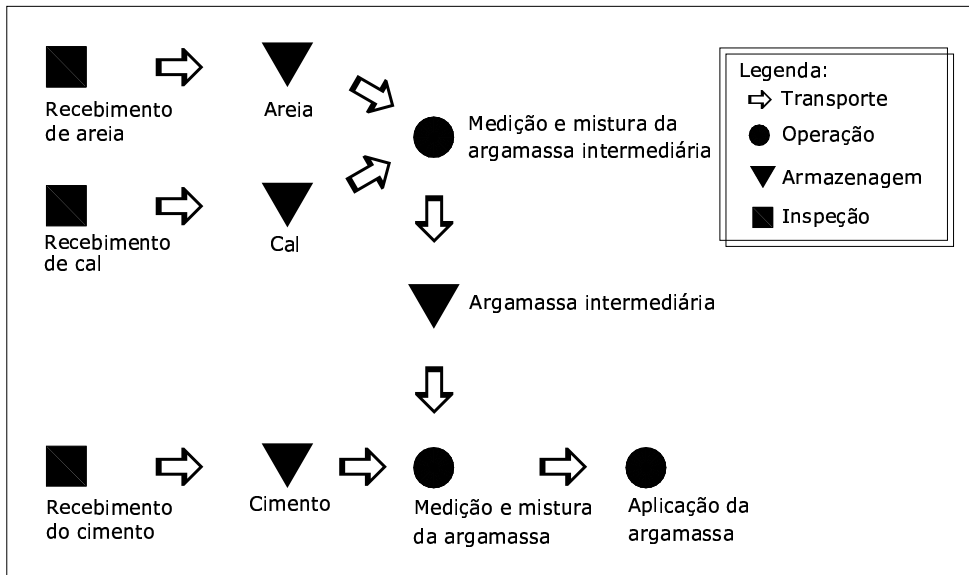 Recebimento
de areia
Areia
Medição e mistura da
argamassa intermediária
Legenda:
Transporte
Operação
Armazenagem
Inspeção
Recebimento
de cal
Cal
Argamassa intermediária
Recebimento
do cimento
Cimento
Medição e mistura
da argamassa
Aplicação da
argamassa